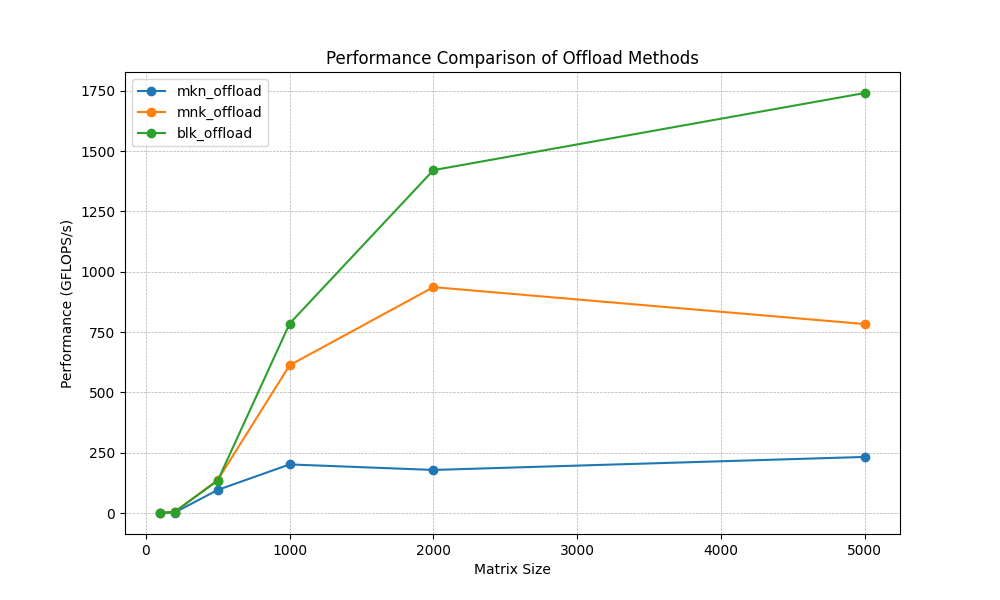 Performance Comparison of Offload Methods
mkn_offload
mnk_offload
blk_offload
1750
1500
1250
1000
750
500
250
0
Performance (GFLOPS/s)
0 1000 2000 3000 4000 5000
Matrix Size